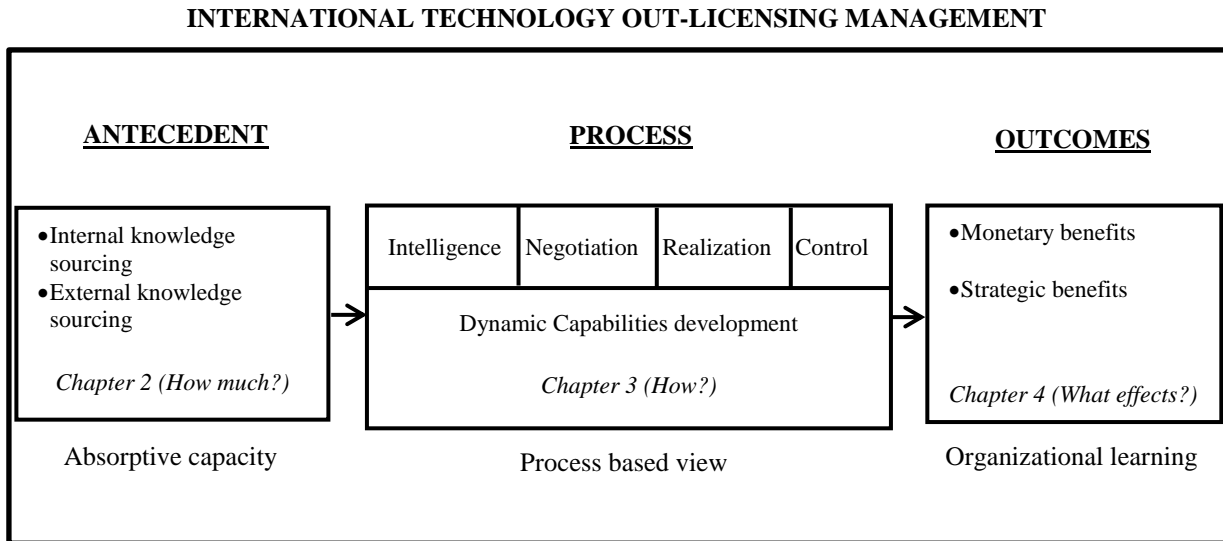 INTERNATIONAL TECHNOLOGY OUT-LICENSING MANAGEMENT
ANTECEDENT
•Internal knowledge
sourcing
•External knowledge
sourcing
Chapter 2 (How much?)
Absorptive capacity
PROCESS
Intelligence Negotiation Realization Control
Dynamic Capabilities development
Chapter 3 (How?)
Process based view
OUTCOMES
•Monetary benefits
•Strategic benefits
Chapter 4 (What effects?)
Organizational learning